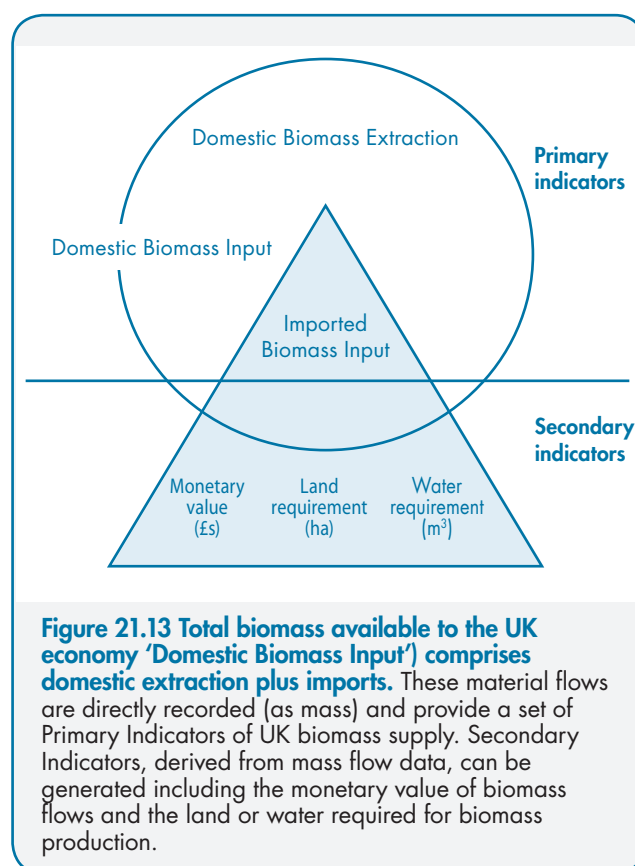 Domestic Biomass Extraction
Primary
indicators
Domestic Biomass Input
Imported
Biomass Input
Secondary
indicators
Monetary
value
(£s)
Land
requirement
(ha)
Water
requirement
(m³)
Figure 21.13 Total biomass available to the UK
economy ‘Domestic Biomass Input’) comprises
domestic extraction plus imports. These material flows
are directly recorded (as mass) and provide a set of
Primary Indicators of UK biomass supply. Secondary
Indicators, derived from mass flow data, can be
generated including the monetary value of biomass
flows and the land or water required for biomass
production.